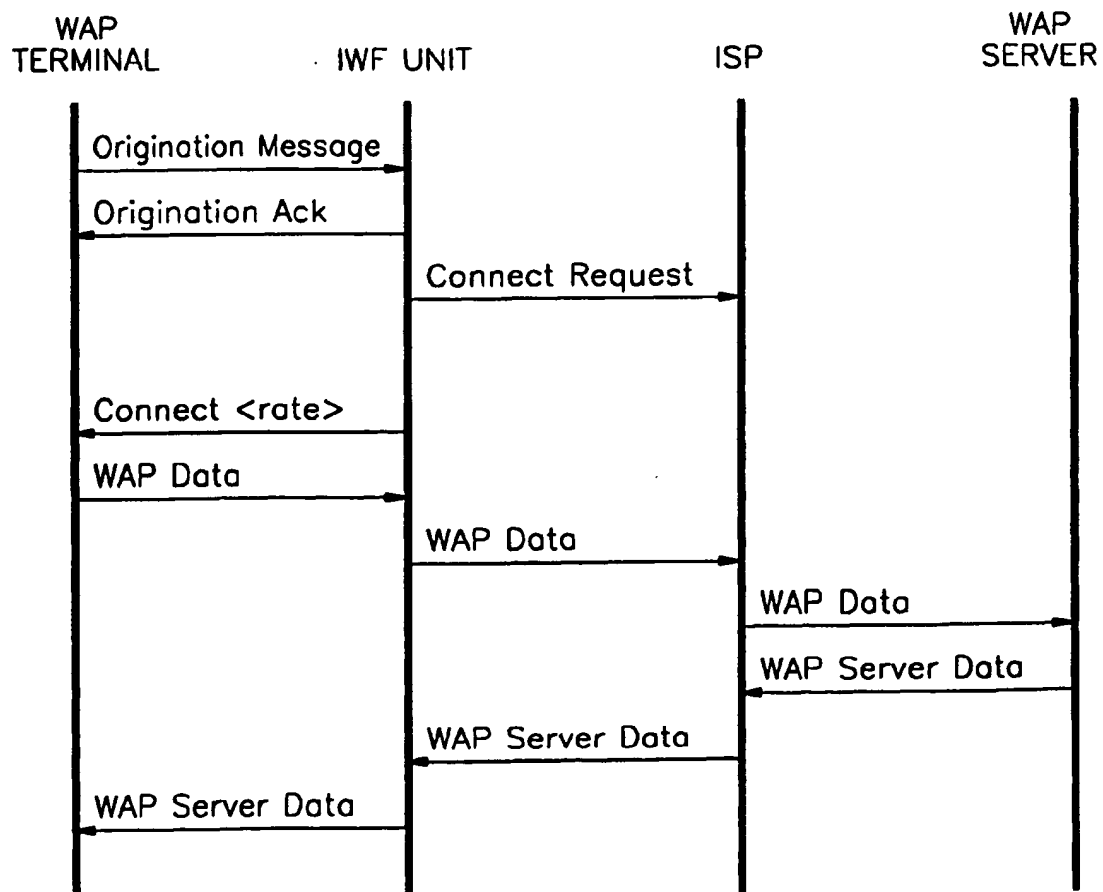 WAP
TERMINAL
IWF UNIT
ISP
WAP
SERVER
Origination Message
Origination Ack
Connect Request
Connect <rate>
WAP Data
WAP Data
WAP Data
WAP Server Data
WAP Server Data
WAP Server Data